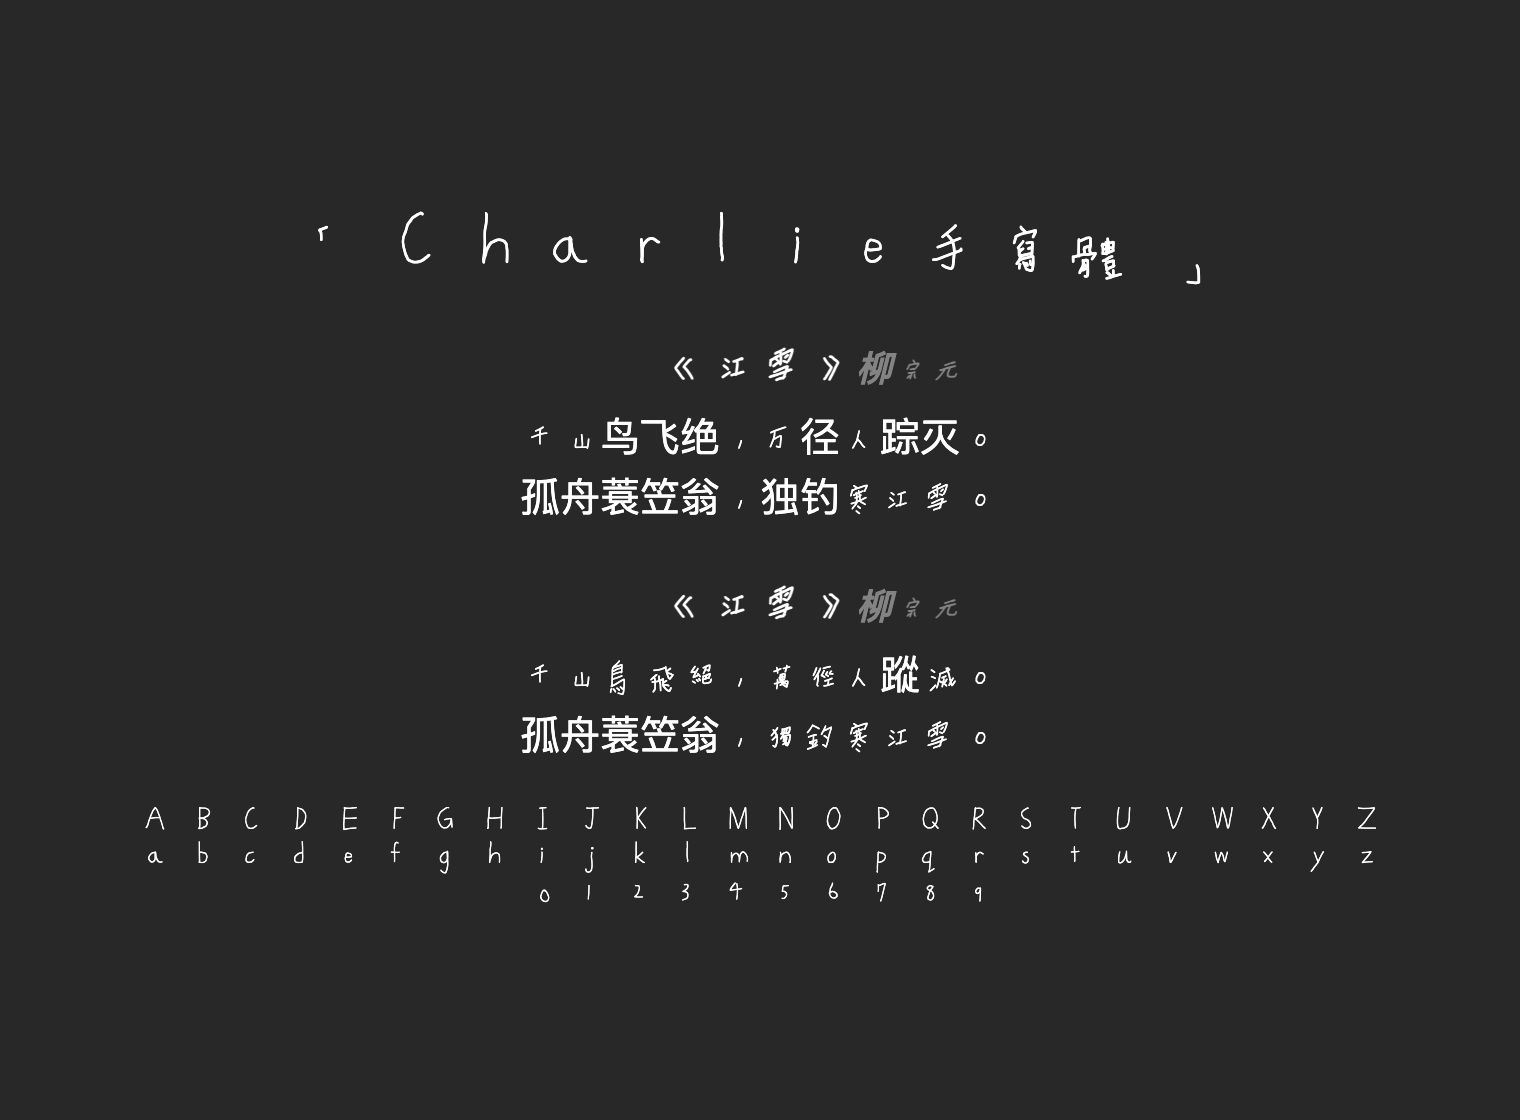 「Charlie手寫體」
《江雪》柳宗元
千山鸟飞绝，万径人踪灭。
孤舟蓑笠翁，独钓寒江雪。
《江雪》柳宗元
千山鳥飛絕，萬徑人蹤滅。
孤舟蓑笠翁，獨釣寒江雪。
A B C D E F G H I J K L M N O P Q R S T U V W X Y Z
a b c d e f g h i j k l m n o p q r s t u v w x y z
0 1 2 3 4 5 6 7 8 9